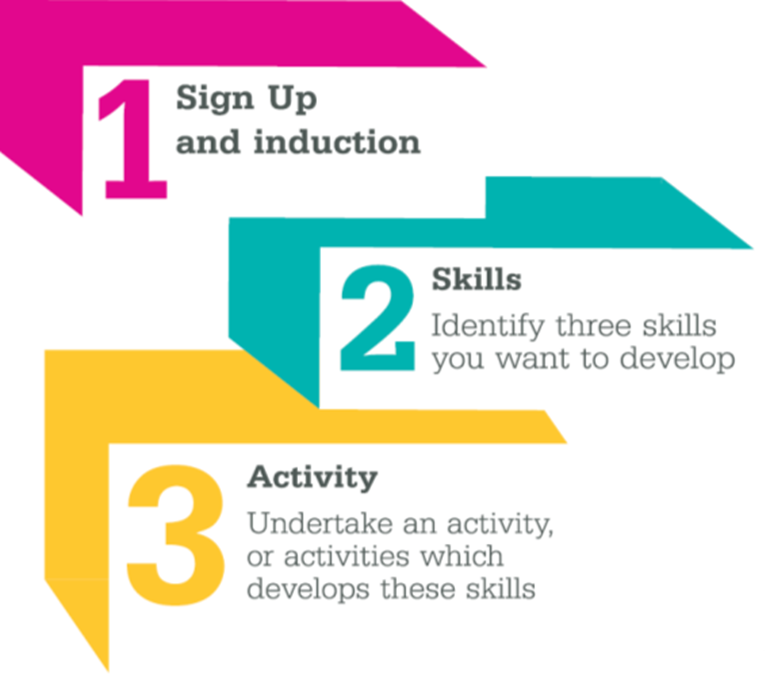 1
Sign Up
and induction
2
Skills
Identify three skills
you want to develop
3
Activity
Undertake an activity,
or activities which
develops these skills